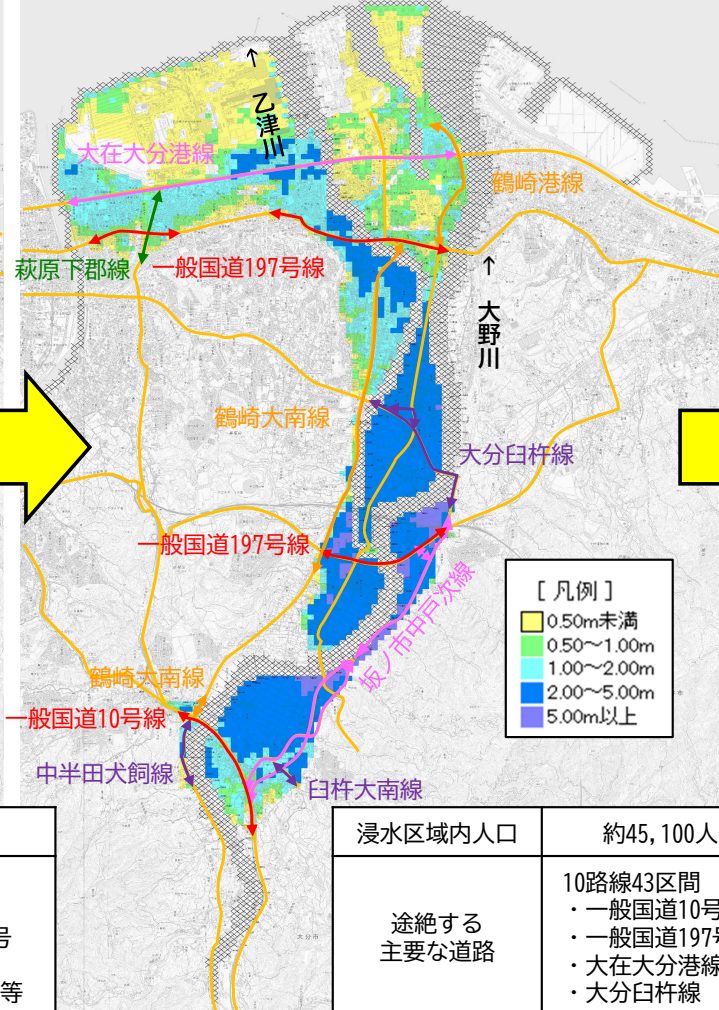 ↑
乙津川
大在大分港線
鶴崎港線
萩原下郡線
一般国道197号線
↑
大野川
鶴崎大南線
大分臼杵線
一般国道197号線
坂ノ市中戸次線
[ 凡例 ]
0.50m未満
0.50～1.00m
1.00～2.00m
2.00～5.00m
5.00m以上
鶴崎大南線
一般国道10号線
中半田犬飼線
臼杵大南線
浸水区域内人口
約45,100人
途絶する
主要な道路
10路線43区間
・一般国道10号
・一般国道197号
・大在大分港線
・大分臼杵線
号
等